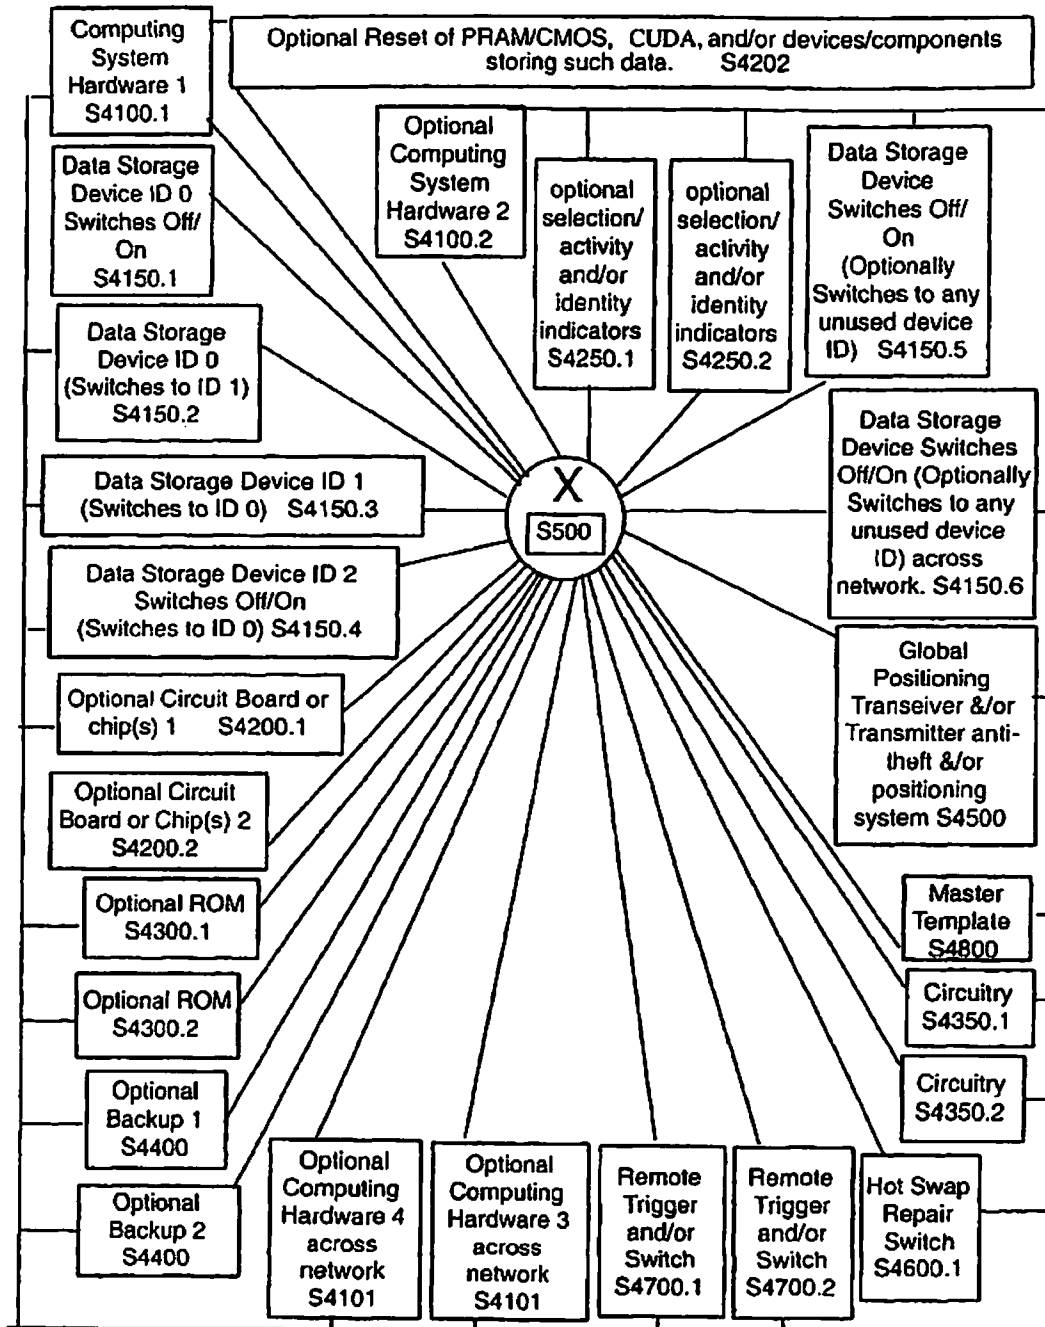 Computing
System
Hardware 1
S4100.1
Optional Reset of PRAM/CMOS, CUDA, and/or devices/components
storing such data. S4202
Data Storage
Device ID 0
Switches Off/
On
S4150.1
Optional
Computing
System
Hardware 2
S4100.2
optional
selection/
activity
and/or
identity
indicators
S4250.1
optional
selection/
activity
and/or
identity
indicators
S4250.2
Data Storage
Device
Switches Off/
On
(Optionally
Switches to any
unused device
ID) S4150.5
Data Storage
Device ID 0
(Switches to ID 1)
S4150.2
Data Storage
Device Switches
Off/On (Optionally
Switches to any
unused device
ID) across
network. S4150.6
Data Storage Device ID 1
(Switches to ID 0) S4150.3
X
S500
Data Storage Device ID 2
Switches Off/On
(Switches to ID 0) S4150.4
Global
Positioning
Transeiver &/or
Transmitter anti-
theft &/or
positioning
system S4500
Optional Circuit Board or
chip(s) 1 S4200.1
Optional Circuit
Board or Chip(s) 2
S4200.2
Optional ROM
S4300.1
Master
Template
S4800
Optional ROM
S4300.2
Circuitry
S4350.1
Optional
Backup 1
S4400
Circuitry
S4350.2
Optional
Backup 2
S4400
Optional
Computing
Hardware 4
across
network
S4101
Optional
Computing
Hardware 3
across
network
S4101
Remote
Trigger
and/or
Switch
S4700.1
Remote
Trigger
and/or
Switch
S4700.2
Hot Swap
Repair
Switch
S4600.1